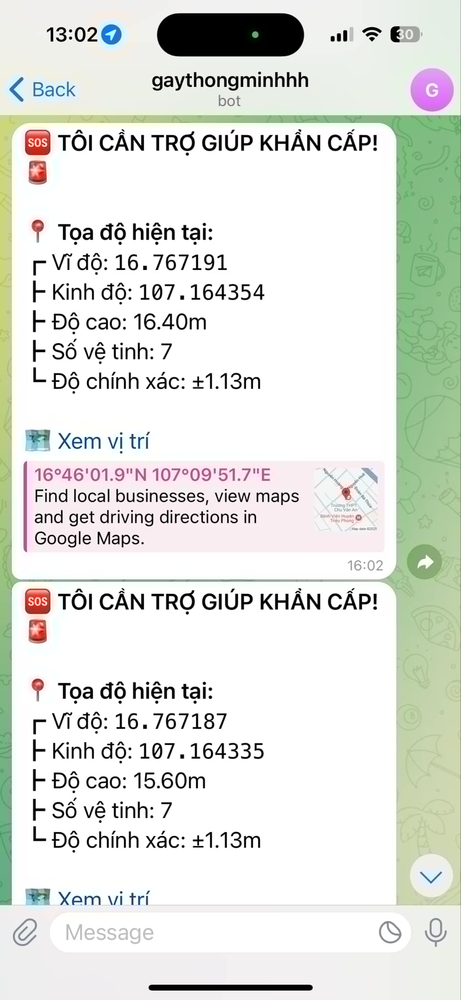 13:02
30
Back
gaythongminhhh
bot
G
SOS TÔI CẦN TRỢ GIÚP KHẨN CẤP!
Tọa độ hiện tại:
┌ Vĩ độ: 16.767191
├ Kinh độ: 107.164354
├ Độ cao: 16.40m
├ Số vệ tinh: 7
└ Độ chính xác: ±1.13m
Xem vị trí
16°46'01.9"N 107°09'51.7"E
Find local businesses, view maps
and get driving directions in
Google Maps.
Nguyễn Hoàng
Nguyễn Huệ
Đoàn Bá Thừa
Trường THPT
Chu Văn An
Bệnh Viện Huyện
Triệu Phong
H
Map data ©2025
16:02
SOS TÔI CẦN TRỢ GIÚP KHẨN CẤP!
Tọa độ hiện tại:
┌ Vĩ độ: 16.767187
├ Kinh độ: 107.164335
├ Độ cao: 15.60m
├ Số vệ tinh: 7
└ Độ chính xác: ±1.13m
Xem vị trí
Message